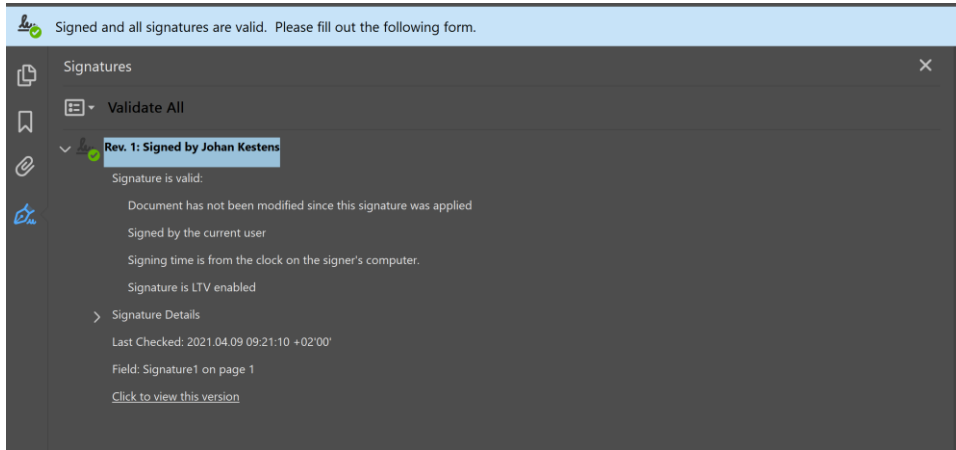 Signed and all signatures are valid.  Please fill out the following form.
Signatures
Validate All
Rev. 1: Signed by Johan Kestens
Signature is valid:
Document has not been modified since this signature was applied
Signed by the current user
Signing time is from the clock on the signer's computer.
Signature is LTV enabled
Signature Details
Last Checked: 2021.04.09 09:21:10 +02'00'
Field: Signature1 on page 1
Click to view this version